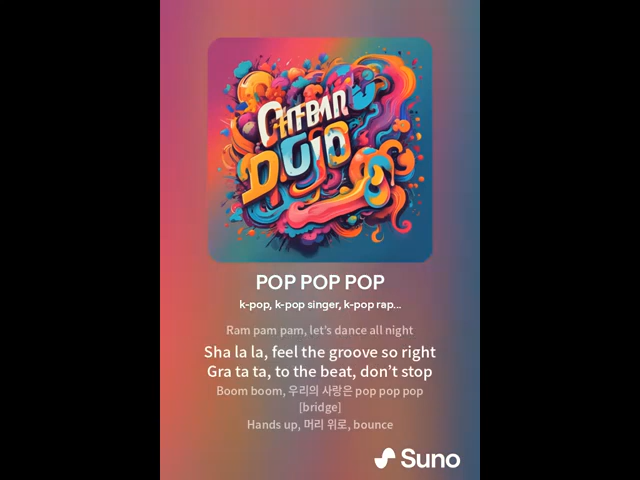 POP POP POP
k-pop, k-pop singer, k-pop rap...
Ram pam pam, let's dance all night
Sha la la, feel the groove so right
Gra ta ta, to the beat, don't stop
Boom boom, 우리의 사랑은 pop pop pop
[bridge]
Hands up, 머리 위로, bounce
Suno